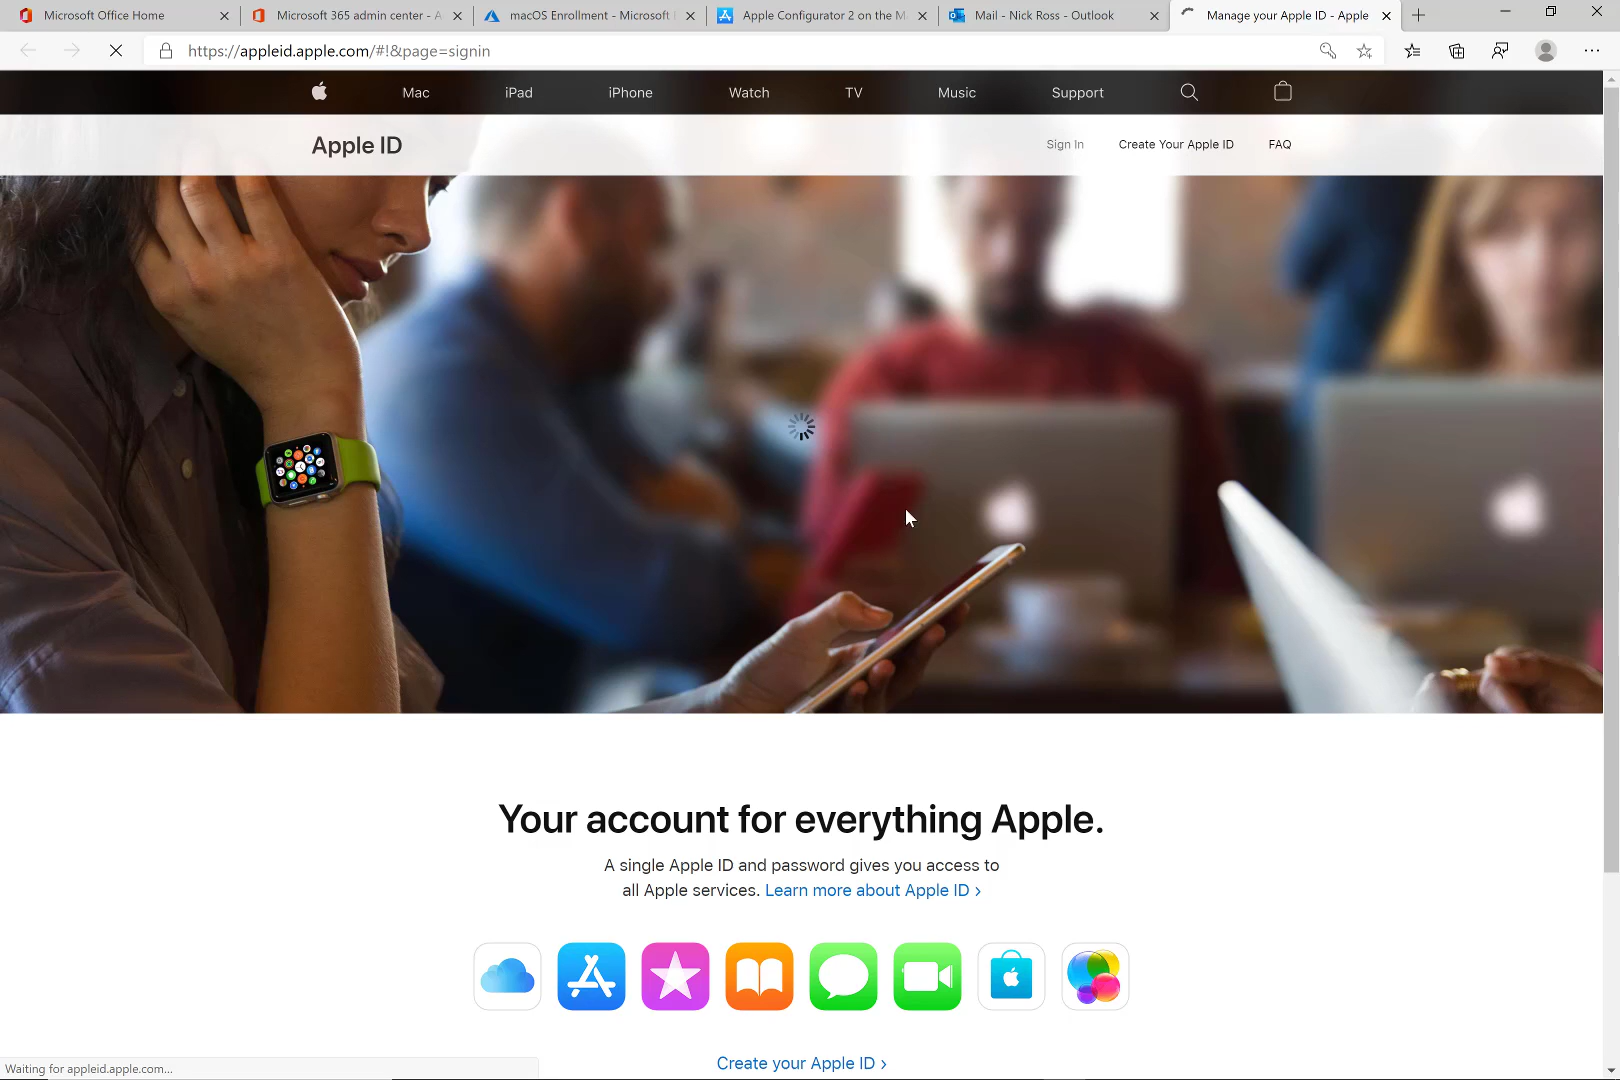 Microsoft Office Home
Microsoft 365 admin center - A
macOS Enrollment - Microsoft
Apple Configurator 2 on the M
Mail - Nick Ross - Outlook
Manage your Apple ID - Apple
https://appleid.apple.com/#!&page=signin
Mac
iPad
iPhone
Watch
TV
Music
Support
Apple ID
Sign In
Create Your Apple ID
FAQ
Your account for everything Apple.
A single Apple ID and password gives you access to
all Apple services. Learn more about Apple ID >
Create your Apple ID >
Waiting for appleid.apple.com...